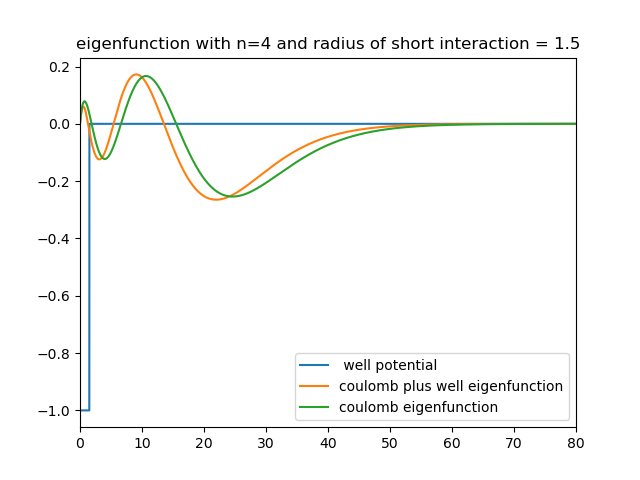 eigenfunction with n=4 and radius of short interaction = 1.5
0.2
0.0
−0.2
−0.4
−0.6
−0.8
−1.0
well potential
coulomb plus well eigenfunction
coulomb eigenfunction
0 10 20 30 40 50 60 70 80